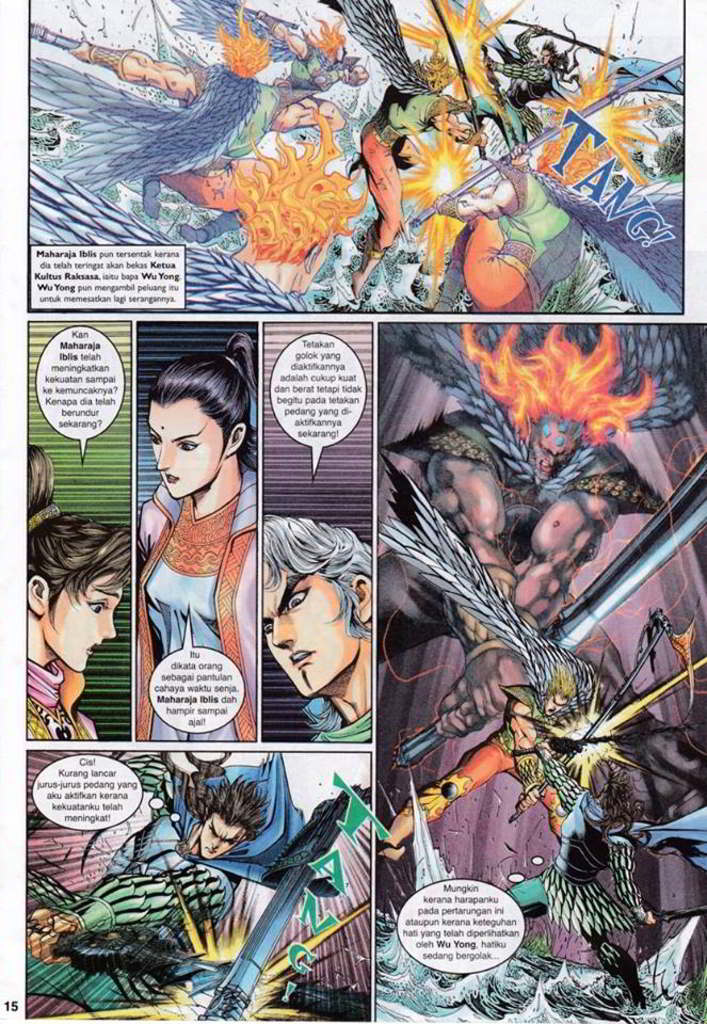 TANG!
Maharaja Iblis pun tersentak kerana
dia telah teringat akan bekas Ketua
Kultus Raksasa, iaitu bapa Wu Yong.
Wu Yong pun mengambil peluang itu
untuk memesatkan lagi serangannya.
Kan
Maharaja
Iblis telah
meningkatkan
kekuatan sampai
ke kemuncaknya?
Kenapa dia telah
berundur
sekarang?
Itu
dikata orang
sebagai pantulan
cahaya waktu senja.
Maharaja Iblis dah
hampir sampai
ajal!
Tetakan
golok yang
dizahirkannya
adalah cukup kuat
dan berat tetapi tidak
begitu pada tetakan
pedang yang di-
aktifkannya
sekarang!
Cis!
Kurang lancar
jurus-jurus pedang yang
aku aktifkan kerana
kekuatanku telah
meningkat!
TANG!
Mungkin
kerana harapanku
pada pertarungan ini
ataupun kerana keteguhan
hati yang telah diperlihatkan
oleh Wu Yong, hatiku
sedang bergolak...
15